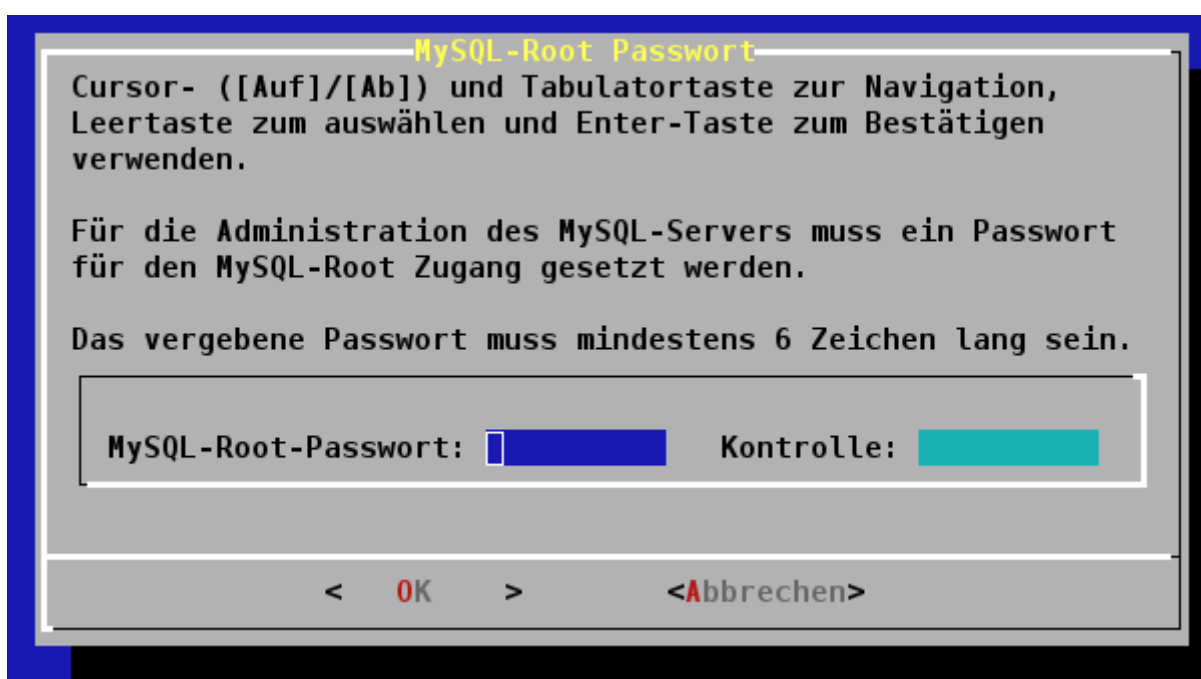 MySQL-Root Passwort
Cursor- ([Auf]/[Ab]) und Tabulatortaste zur Navigation,
Leertaste zum auswählen und Enter-Taste zum Bestätigen
verwenden.
Für die Administration des MySQL-Servers muss ein Passwort
für den MySQL-Root Zugang gesetzt werden.
Das vergebene Passwort muss mindestens 6 Zeichen lang sein.
MySQL-Root-Passwort: Kontrolle:
< OK > <Abbrechen>